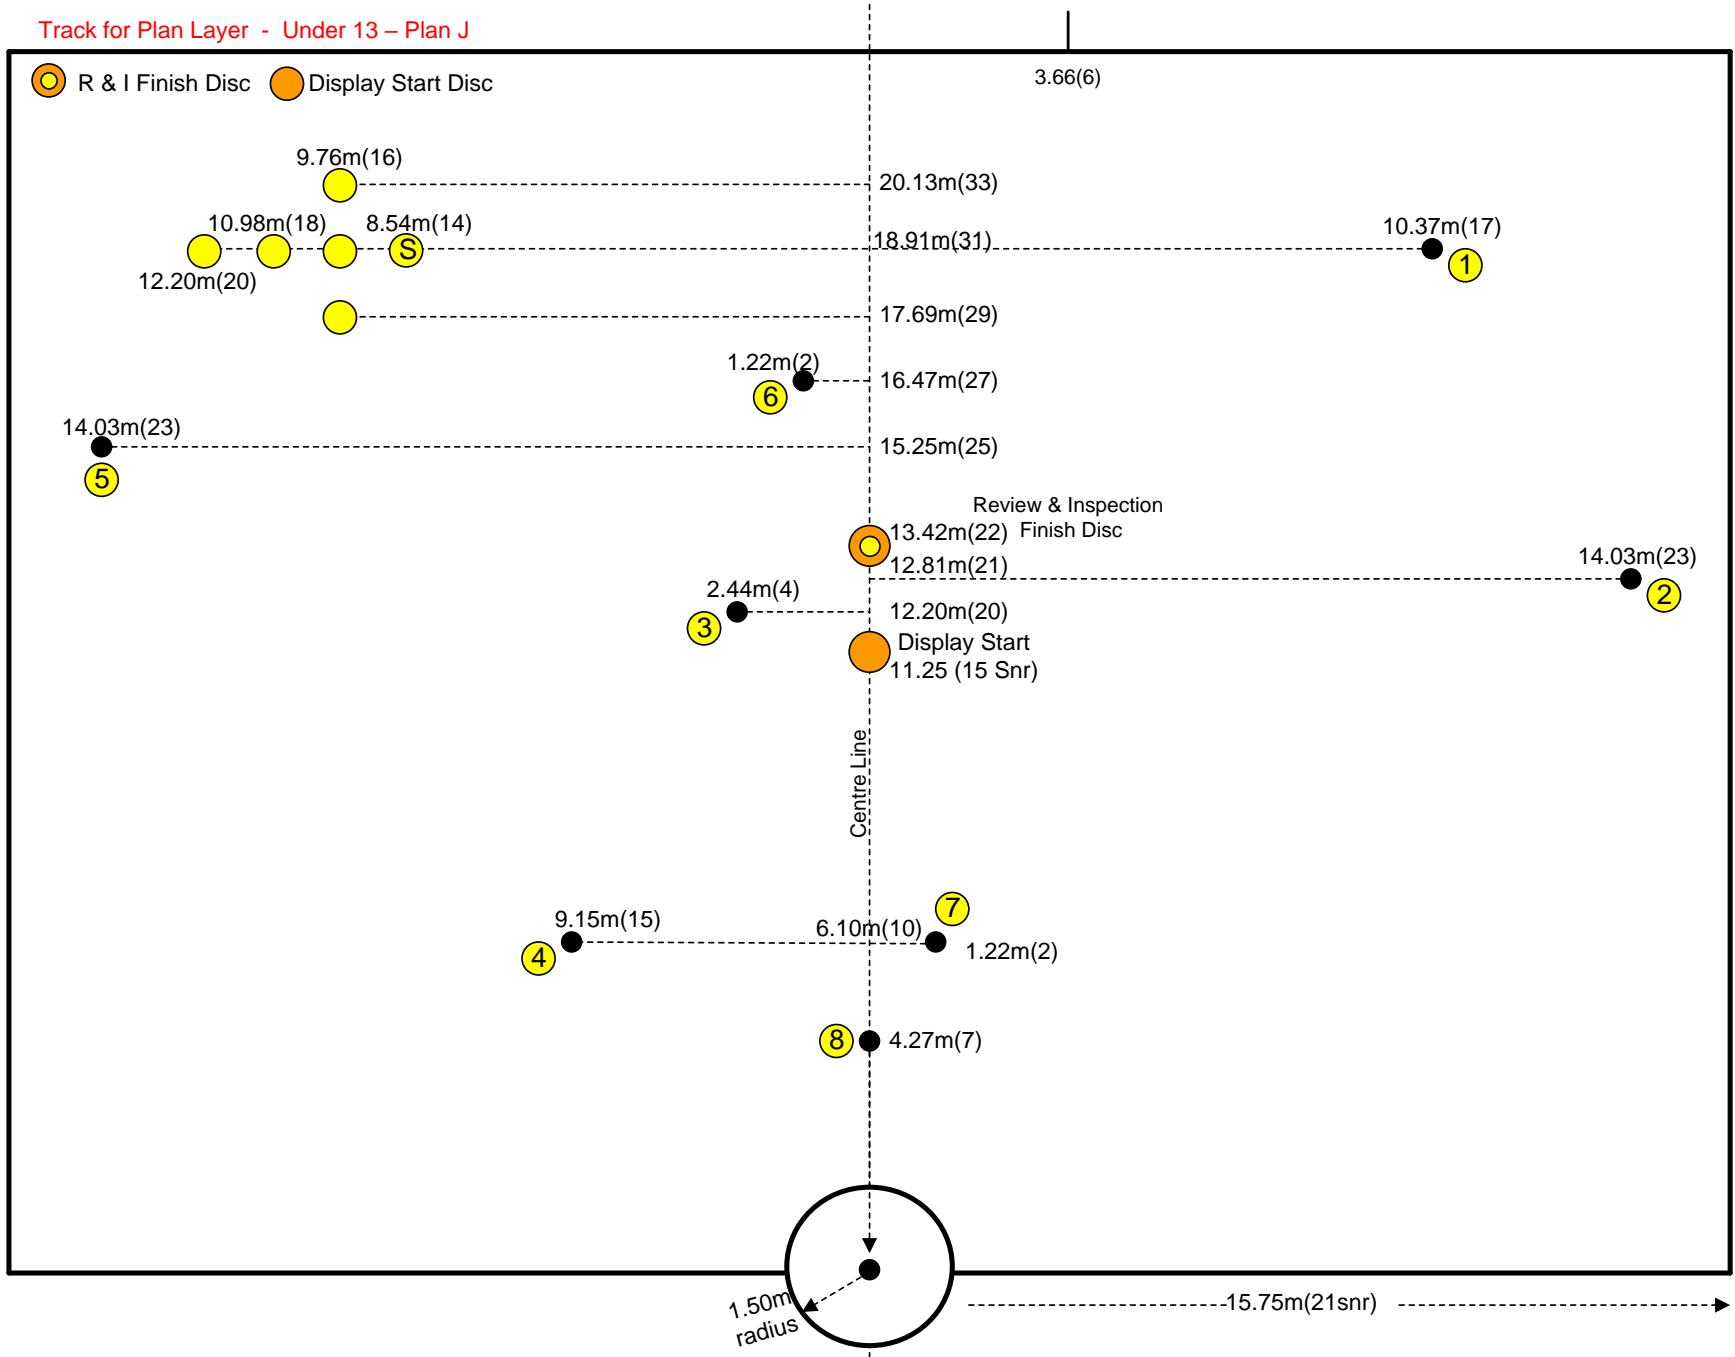 Track for Plan Layer - Under 13 – Plan J
R & I Finish Disc
Display Start Disc
3.66(6)
9.76m(16)
20.13m(33)
10.98m(18)
8.54m(14)
S
18.91m(31)
10.37m(17)
1
12.20m(20)
17.69m(29)
1.22m(2)
16.47m(27)
6
14.03m(23)
15.25m(25)
5
Review & Inspection
Finish Disc
13.42m(22)
12.81m(21)
14.03m(23)
2
2.44m(4)
12.20m(20)
3
Display Start
11.25 (15 Snr)
Centre Line
7
9.15m(15)
6.10m(10)
1.22m(2)
4
8
4.27m(7)
1.50m
radius
15.75m(21snr)